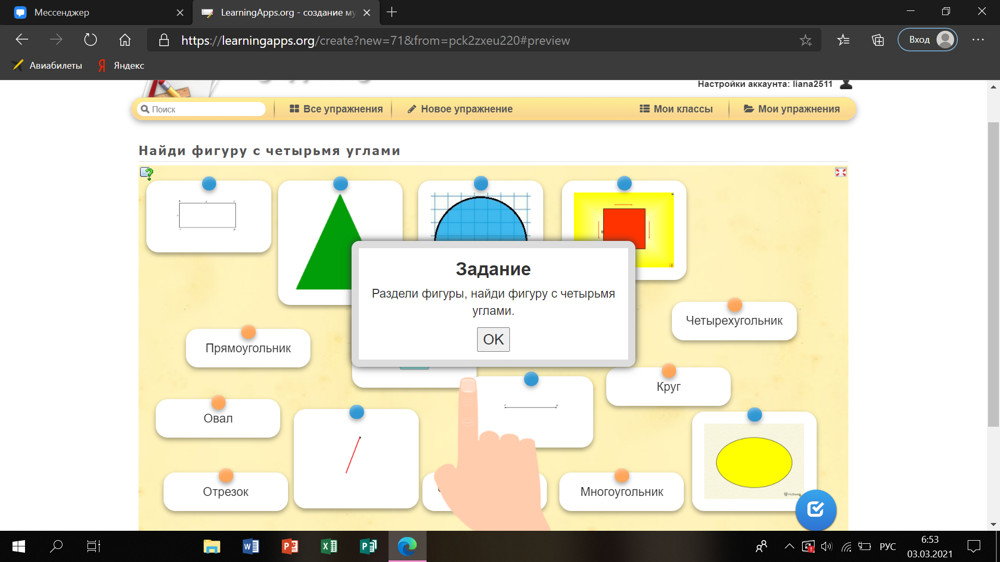 Мессенджер
LearningApps.org - создание му
https://learningapps.org/create?new=71&from=pck2zxeu220#preview
Вход
Авиабилеты
Яндекс
Настройки аккаунта: liana2511
Поиск
Все упражнения
Новое упражнение
Мои классы
Мои упражнения
Найди фигуру с четырьмя углами
Задание
Раздели фигуры, найди фигуру с четырьмя
углами.
OK
Четырехугольник
Прямоугольник
Круг
Овал
Отрезок
Многоугольник
РУС
6:53
03.03.2021